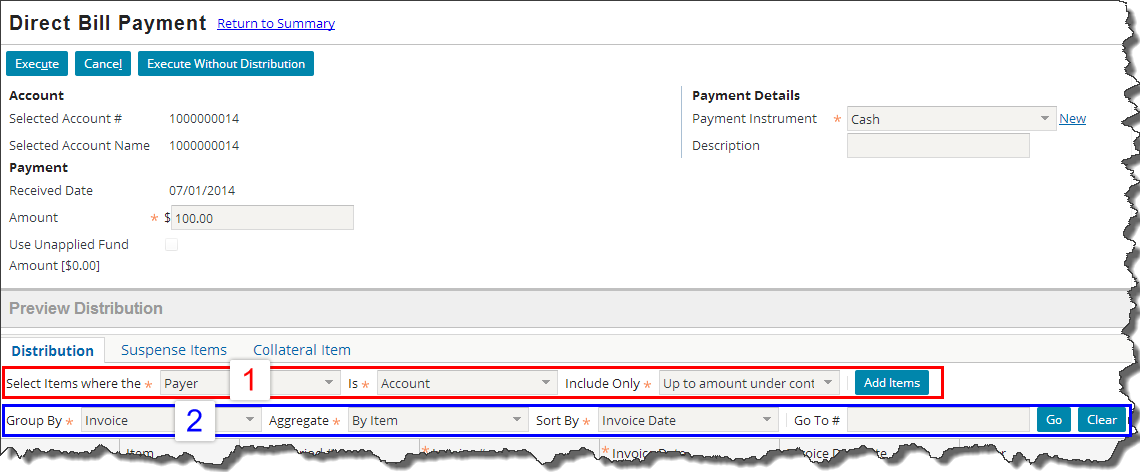 Direct Bill Payment Return to Summary
Execute Cancel Execute Without Distribution
Account
Payment Details
Selected Account # 1000000014
Payment Instrument * Cash New
Selected Account Name 1000000014
Description
Payment
Received Date 07/01/2014
Amount * $ 100.00
Use Unapplied Fund
Amount [$0.00]
Preview Distribution
Distribution Suspense Items Collateral Item
Select Items where the * Payer 1 Is * Account Include Only * Up to amount under cont Add Items
Group By * Invoice 2 Aggregate * By Item Sort By * Invoice Date Go To # Go Clear
Item